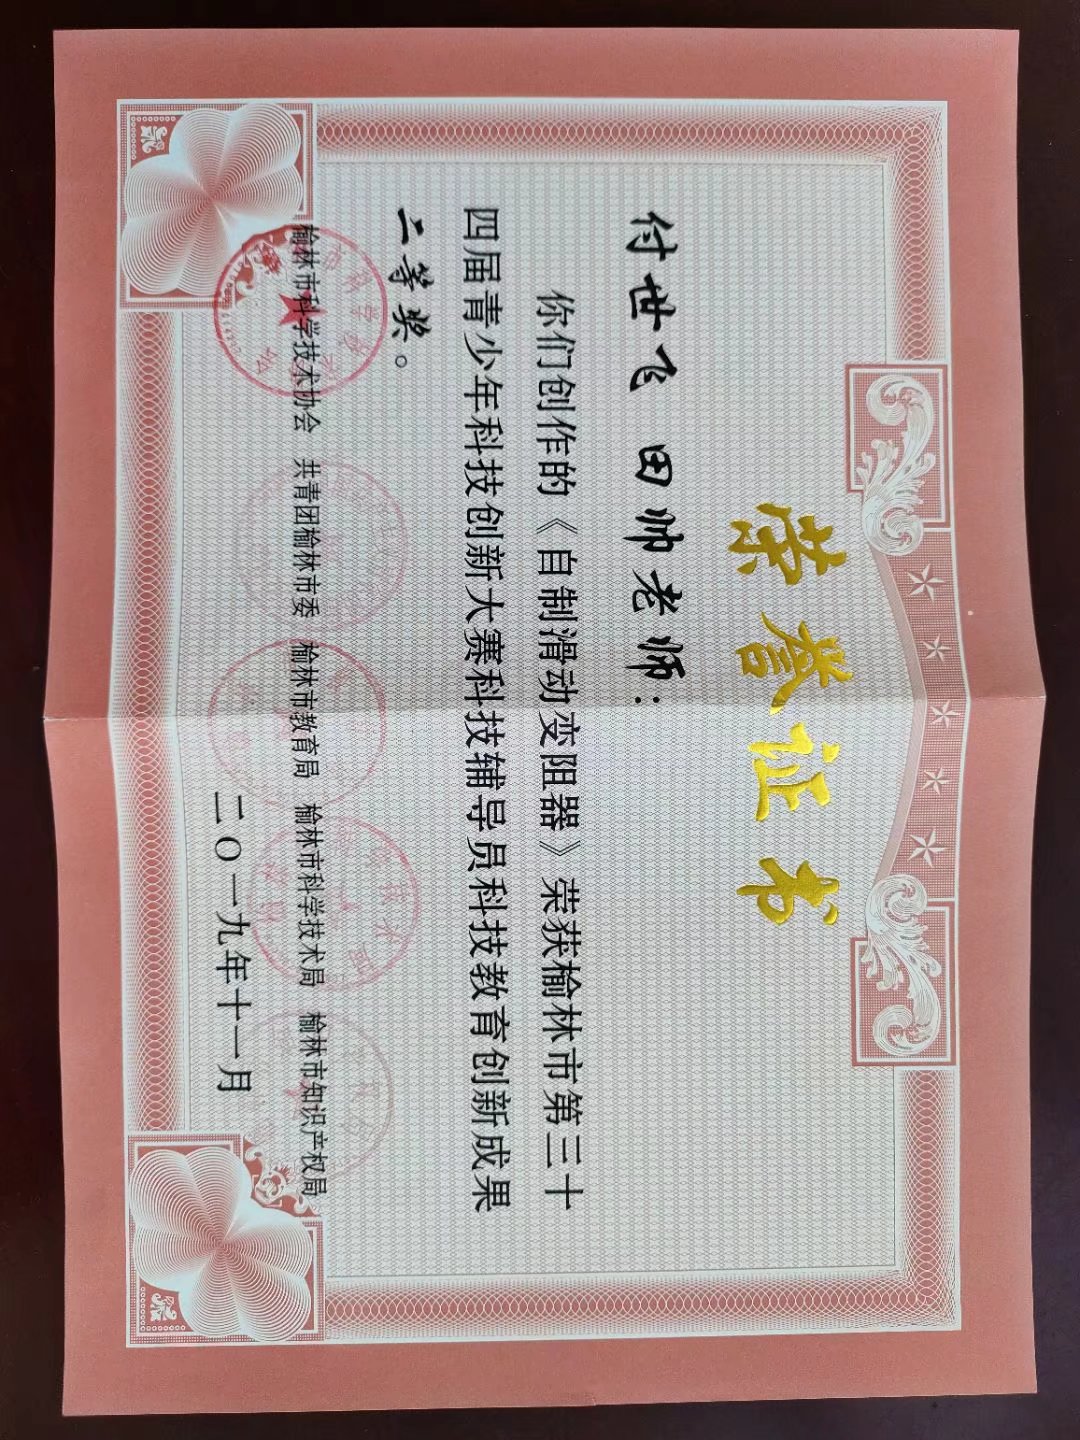 荣誉证书
付世飞 田帅老师：
你们创作的《自制滑动变阻器》荣获榆林市第三十
四届青少年科技创新大赛科技辅导员科技教育创新成果
二等奖。
榆林市科学技术协会 共青团榆林市委 榆林市教育局 榆林市科学技术局 榆林市知识产权局
二〇一九年十一月